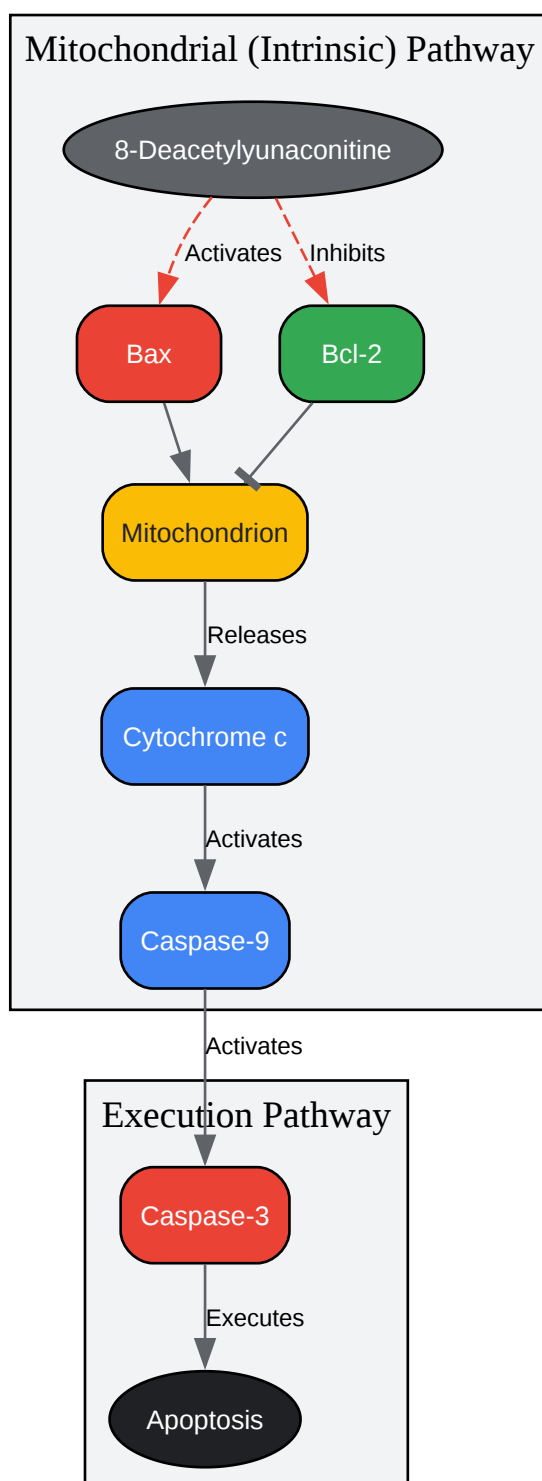 Mitochondrial (Intrinsic) Pathway
8-Deacetylyunaconitine
Activates
Inhibits
Bax
Bcl-2
Mitochondrion
Releases
Cytochrome c
Activates
Caspase-9
Activates
Execution Pathway
Caspase-3
Executes
Apoptosis